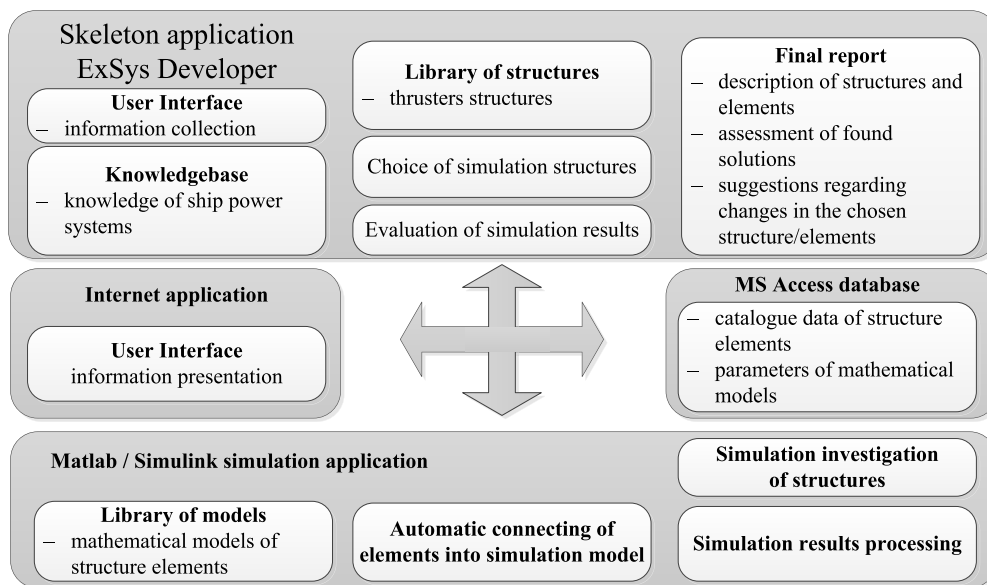 Skeleton application
ExSys Developer
User Interface
– information collection
Knowledgebase
– knowledge of ship power
systems
Library of structures
– thrusters structures
Choice of simulation structures
Evaluation of simulation results
Final report
– description of structures and
elements
– assessment of found
solutions
– suggestions regarding
changes in the chosen
structure/elements
Internet application
User Interface
information presentation
MS Access database
– catalogue data of structure
elements
– parameters of mathematical
models
Matlab / Simulink simulation application
Library of models
– mathematical models of
structure elements
Automatic connecting of
elements into simulation model
Simulation investigation
of structures
Simulation results processing